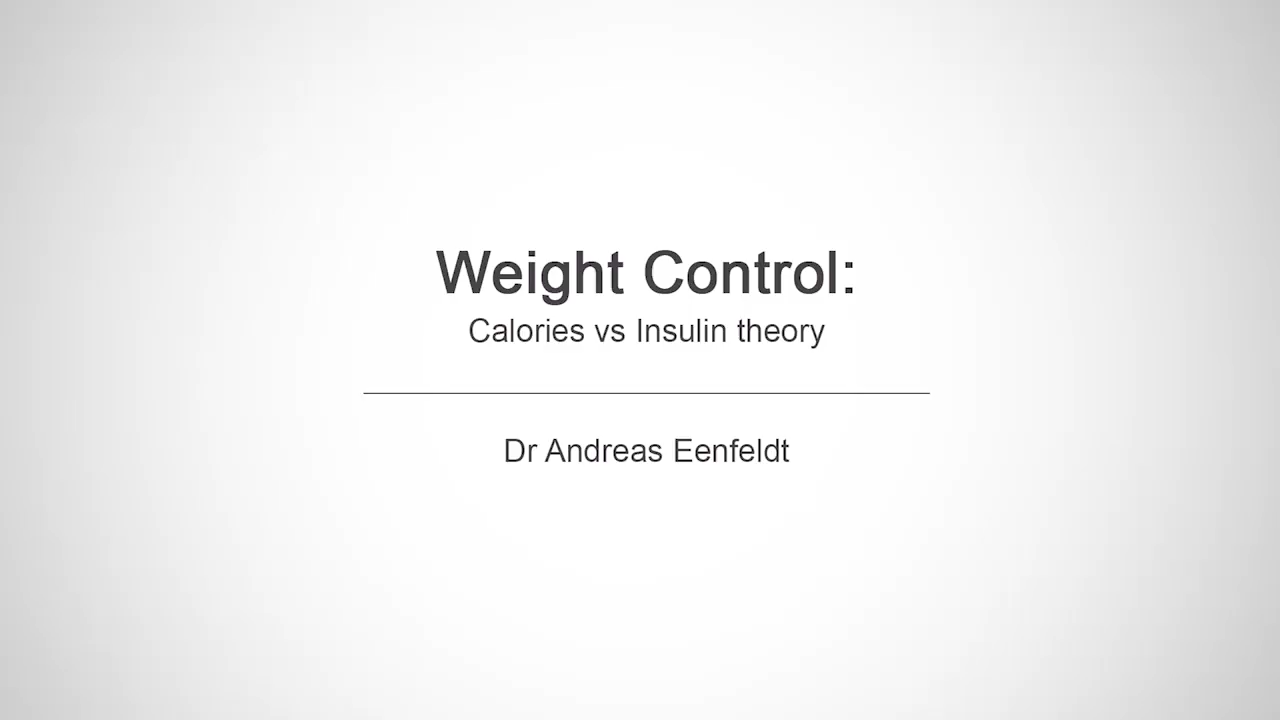 Weight Control:
Calories vs Insulin theory
Dr Andreas Eenfeldt